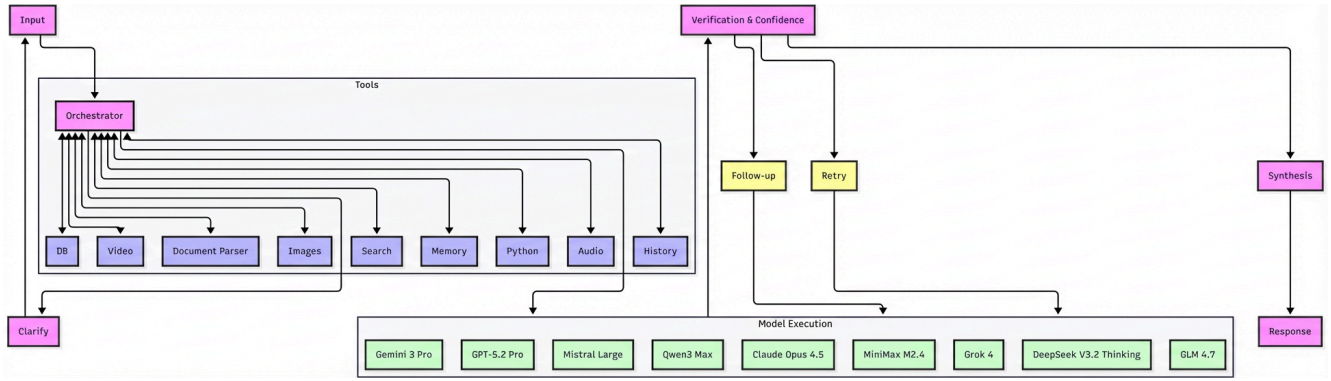 Input
Verification & Confidence
Tools
Orchestrator
Follow-up
Retry
Synthesis
DB
Video
Document Parser
Images
Search
Memory
Python
Audio
History
Clarify
Model Execution
Response
Gemini 3 Pro
GPT-5.2 Pro
Mistral Large
Qwen3 Max
Claude Opus 4.5
MiniMax M2.4
Grok 4
DeepSeek V3.2 Thinking
GLM 4.7